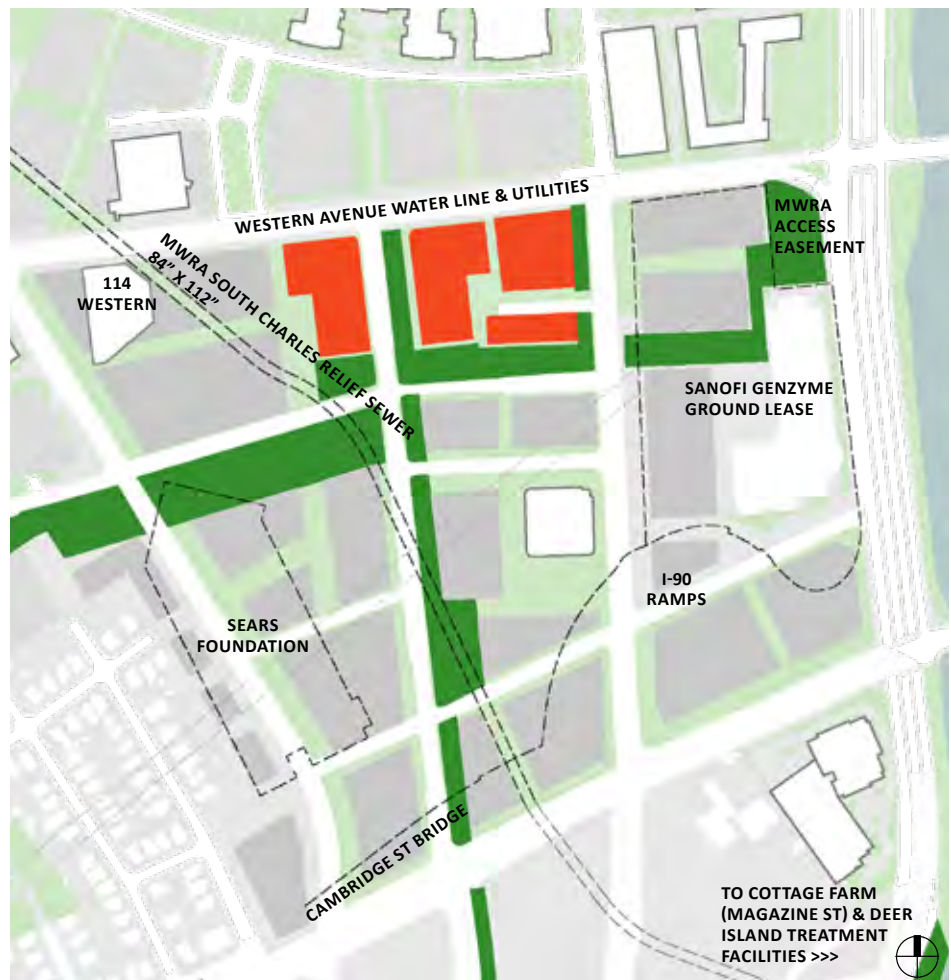 WESTERN AVENUE WATER LINE & UTILITIES
MWRA
ACCESS
EASEMENT
MWRA SOUTH CHARLES RELIEF SEWER
84" X 112"
114
WESTERN
SANOFI GENZYME
GROUND LEASE
I-90
RAMPS
SEARS
FOUNDATION
CAMBRIDGE ST BRIDGE
TO COTTAGE FARM
(MAGAZINE ST) & DEER
ISLAND TREATMENT
FACILITIES >>>